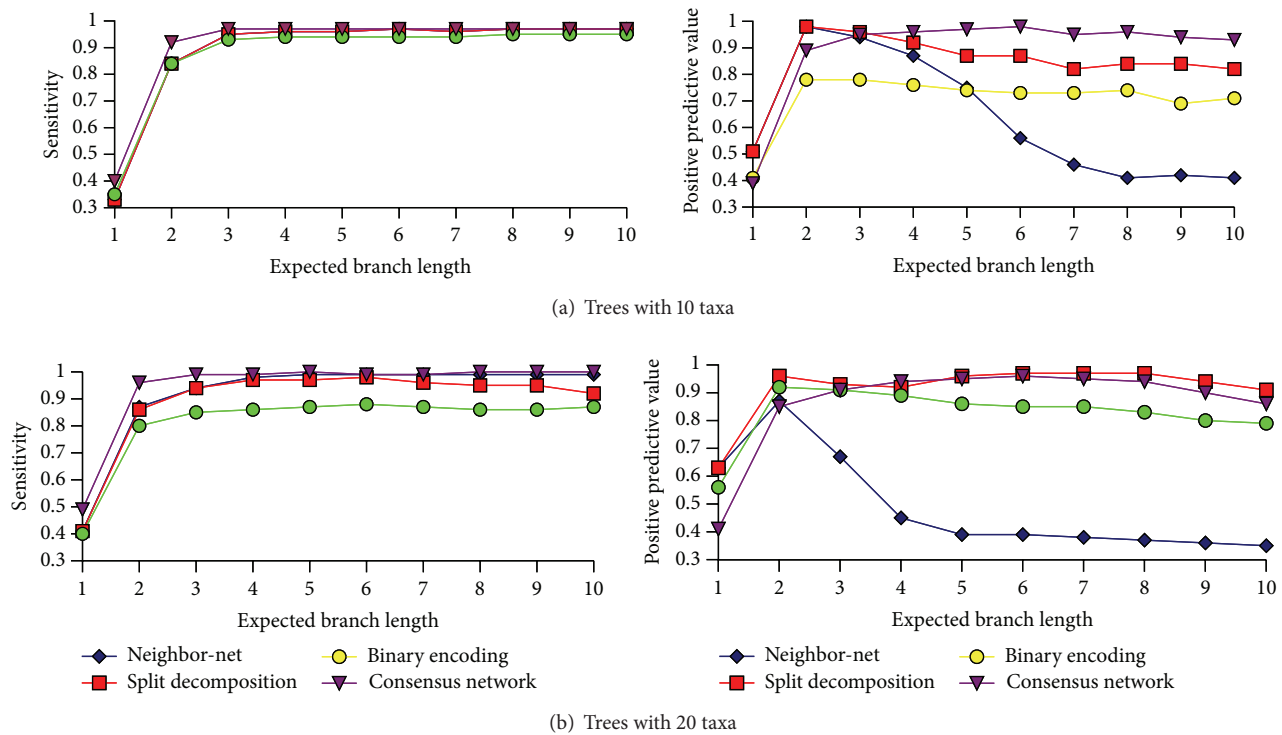 Sensitivity
1
0.9
0.8
0.7
0.6
0.5
0.4
0.3
1 2 3 4 5 6 7 8 9 10
Expected branch length
Positive predictive value
1
0.9
0.8
0.7
0.6
0.5
0.4
0.3
1 2 3 4 5 6 7 8 9 10
Expected branch length
(a) Trees with 10 taxa
Sensitivity
1
0.9
0.8
0.7
0.6
0.5
0.4
0.3
1 2 3 4 5 6 7 8 9 10
Expected branch length
Neighbor-net Binary encoding
Split decomposition Consensus network
Positive predictive value
1
0.9
0.8
0.7
0.6
0.5
0.4
0.3
1 2 3 4 5 6 7 8 9 10
Expected branch length
Neighbor-net Binary encoding
Split decomposition Consensus network
(b) Trees with 20 taxa